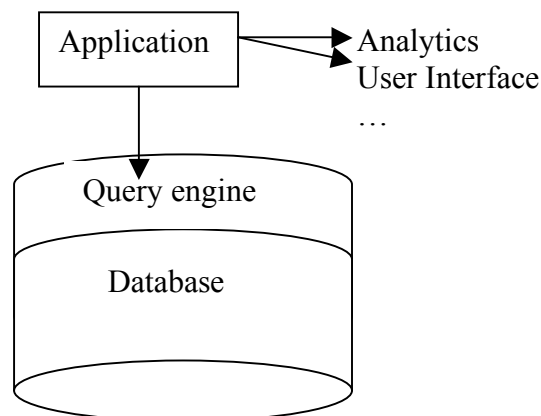 Application
Analytics
User Interface
…
Query engine
Database